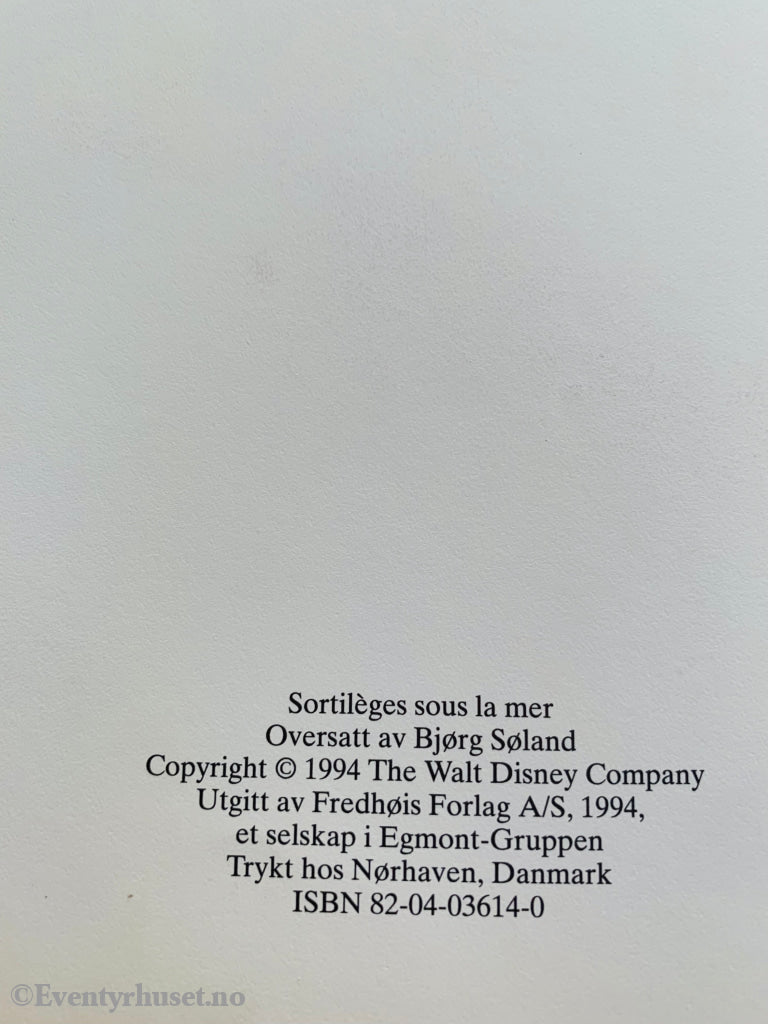 Sortilèges sous la mer
Oversatt av Bjørg Søland
Copyright © 1994 The Walt Disney Company
Utgitt av Fredhøis Forlag A/S, 1994,
et selskap i Egmont-Gruppen
Trykt hos Nørhaven, Danmark
ISBN 82-04-03614-0
©Eventyrhuset.no